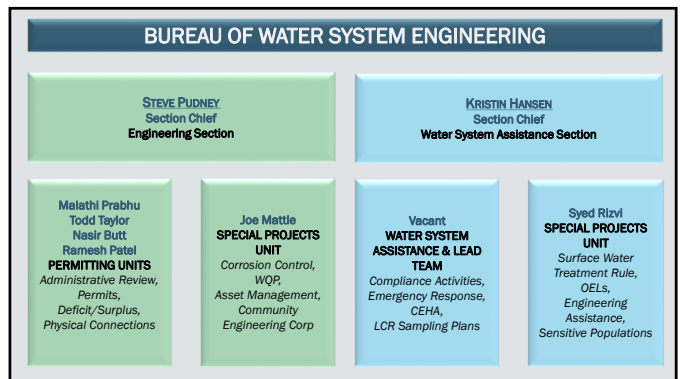 BUREAU OF WATER SYSTEM ENGINEERING
STEVE PUDNEY
Section Chief
Engineering Section
KRISTIN HANSEN
Section Chief
Water System Assistance Section
Malathi Prabhu
Todd Taylor
Nasir Butt
Ramesh Patel
PERMITTING UNITS
Administrative Review,
Permits,
Deficit/Surplus,
Physical Connections
Joe Mattle
SPECIAL PROJECTS
UNIT
Corrosion Control,
WQP,
Asset Management,
Community
Engineering Corp
Vacant
WATER SYSTEM
ASSISTANCE & LEAD
TEAM
Compliance Activities,
Emergency Response,
CEHA,
LCR Sampling Plans
Syed Rizvi
SPECIAL PROJECTS
UNIT
Surface Water
Treatment Rule,
OELs,
Engineering
Assistance,
Sensitive Populations